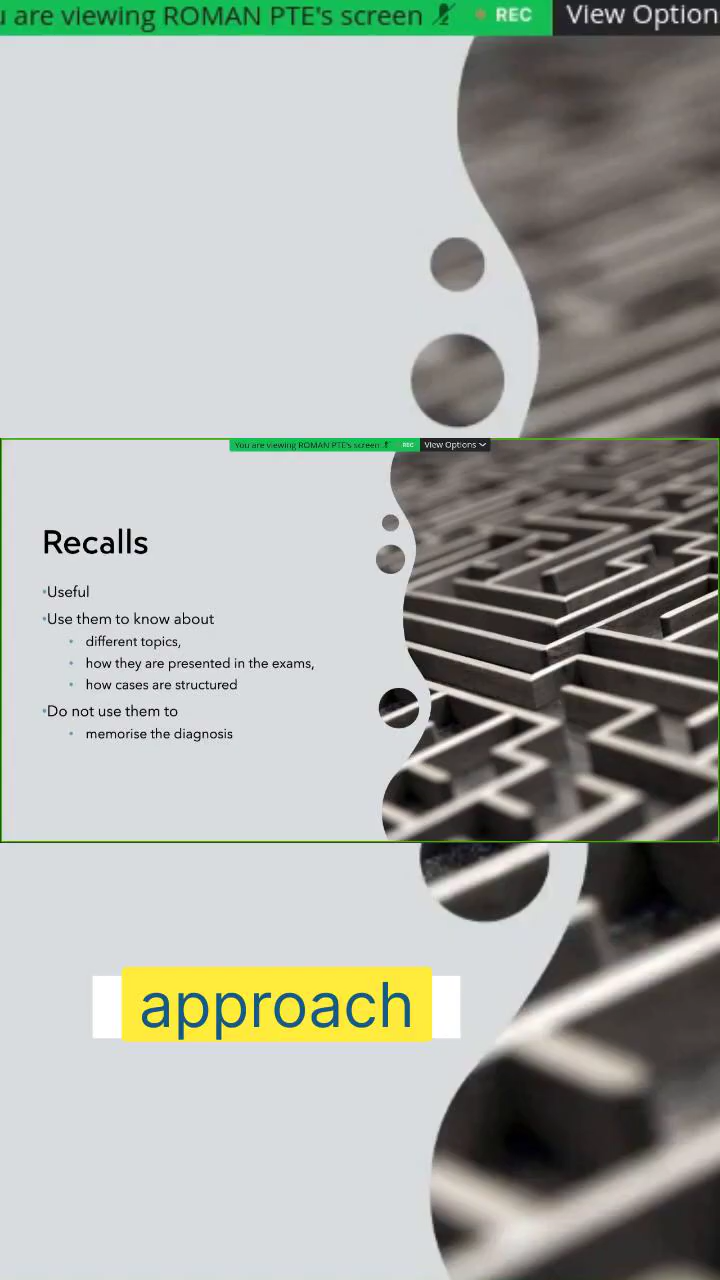 u are viewing ROMAN PTE's screen REC View Option
You are viewing ROMAN PTE's screen REC View Options
Recalls
•Useful
•Use them to know about
• different topics,
• how they are presented in the exams,
• how cases are structured
•Do not use them to
• memorise the diagnosis
approach